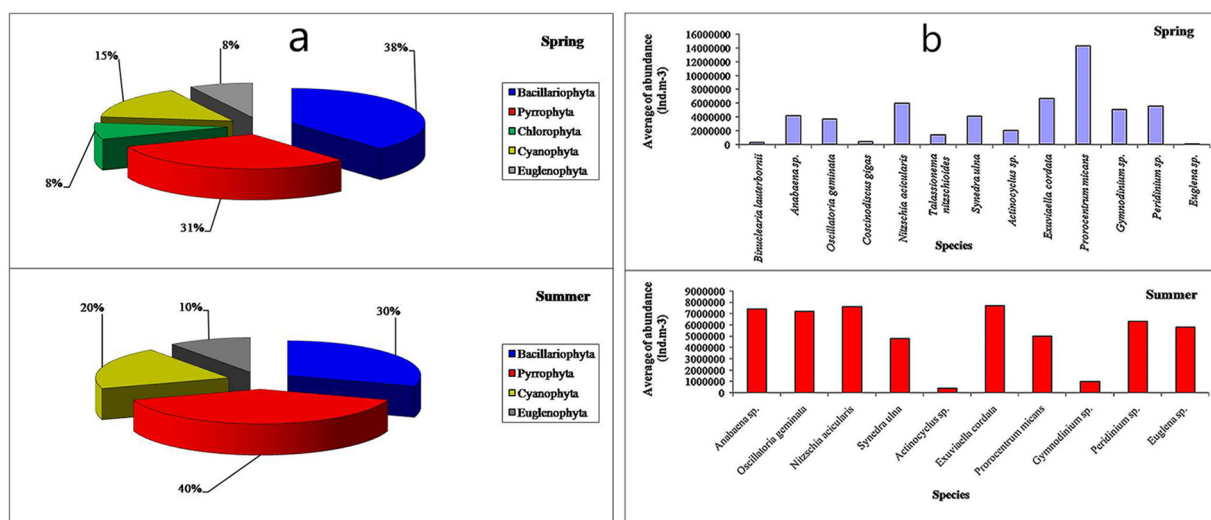 a
Spring
15%
8%
38%
8%
31%
Bacillariophyta
Pyrrophyta
Chlorophyta
Cyanophyta
Euglenophyta
Summer
20%
10%
30%
40%
Bacillariophyta
Pyrrophyta
Cyanophyta
Euglenophyta
b
Spring
Average of abundance
(Ind.m-3)
16000000
14000000
12000000
10000000
8000000
6000000
4000000
2000000
0
Binuclearia lauterbornii
Anabaena sp.
Oscillatoria geminata
Coscinodiscus gigas
Nitzschia acicularis
Talassionema
nitzschioides
Synedra ulna
Actinocyclus sp.
Exuviaella cordata
Prorocentrum micans
Gymnodinium sp.
Peridinium sp.
Euglena sp.
Species
Summer
Average of abundance
(Ind.m-3)
9000000
8000000
7000000
6000000
5000000
4000000
3000000
2000000
1000000
0
Anabaena sp.
Oscillatoria geminata
Nitzschia acicularis
Synedra ulna
Actinocyclus sp.
Exuviaella cordata
Prorocentrum micans
Gymnodinium sp.
Peridinium sp.
Euglena sp.
Species